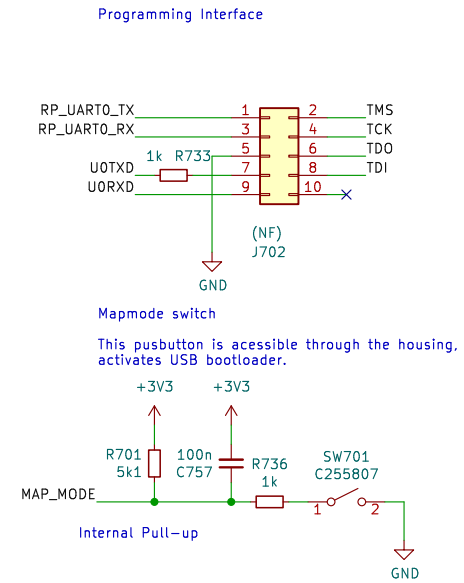 Programming Interface
RP_UART0_TX 1 2 TMS
RP_UART0_RX 3 4 TCK
1k R733 5 6 TDO
U0TXD 7 8 TDI
U0RXD 9 10
(NF)
J702
GND
Mapmode switch
This pusbutton is acessible through the housing,
activates USB bootloader.
+3V3 +3V3
R701 100n R736 SW701
5k1 C757 1k C255807
MAP_MODE 1 2
Internal Pull-up
GND